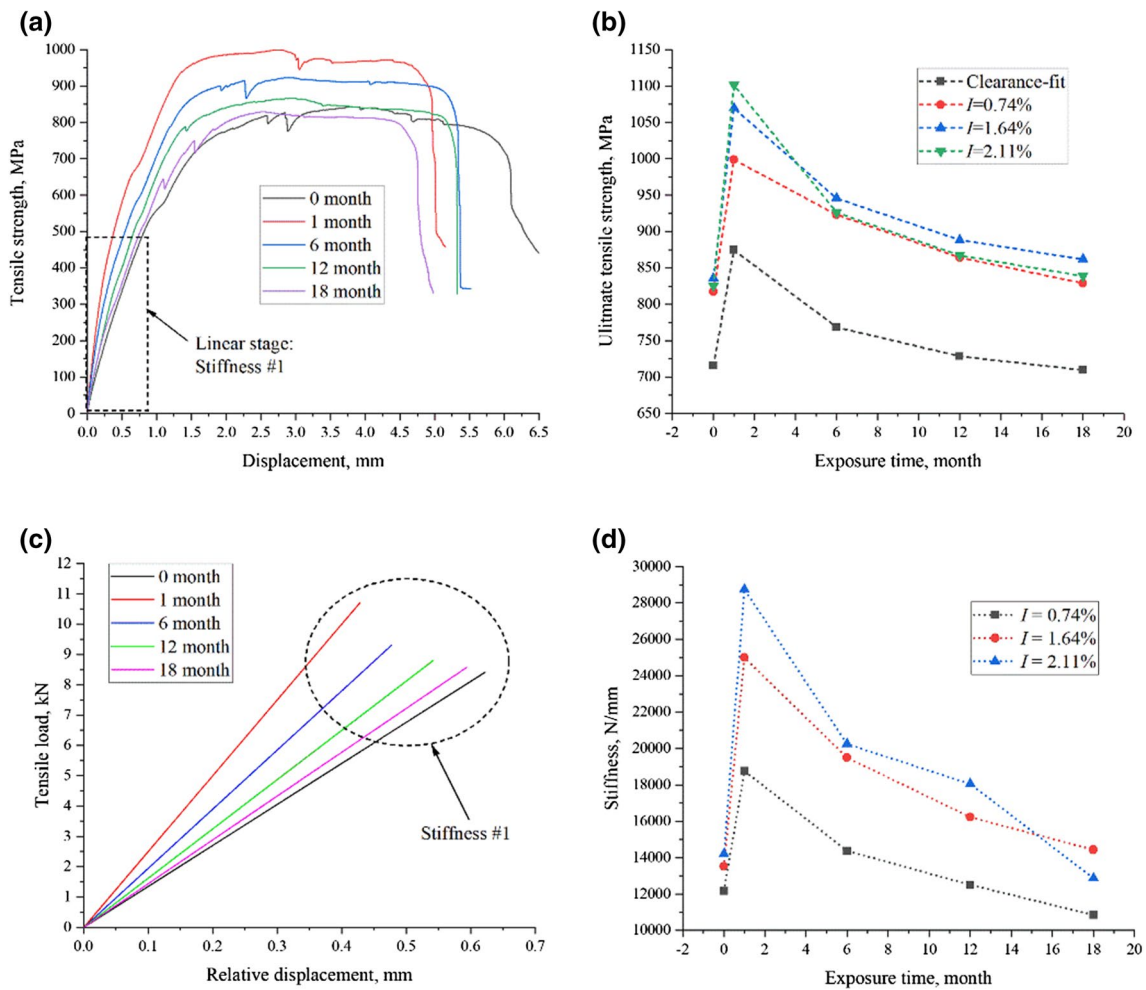 (a)
1000
900
800
700
600
500
400
300
200
100
0
Tensile strength, MPa
0 month
1 month
6 month
12 month
18 month
Linear stage:
Stiffness #1
0.0 0.5 1.0 1.5 2.0 2.5 3.0 3.5 4.0 4.5 5.0 5.5 6.0 6.5
Displacement, mm
(b)
1150
1100
1050
1000
950
900
850
800
750
700
650
Ulitmate tensile strength, MPa
Clearance-fit
I=0.74%
I=1.64%
I=2.11%
-2 0 2 4 6 8 10 12 14 16 18 20
Exposure time, month
(c)
12
11
10
9
8
7
6
5
4
3
2
1
0
Tensile load, kN
0 month
1 month
6 month
12 month
18 month
Stiffness #1
0.0 0.1 0.2 0.3 0.4 0.5 0.6 0.7
Relative displacement, mm
(d)
30000
28000
26000
24000
22000
20000
18000
16000
14000
12000
10000
Stiffness, N/mm
I = 0.74%
I = 1.64%
I = 2.11%
-2 0 2 4 6 8 10 12 14 16 18 20
Exposure time, month